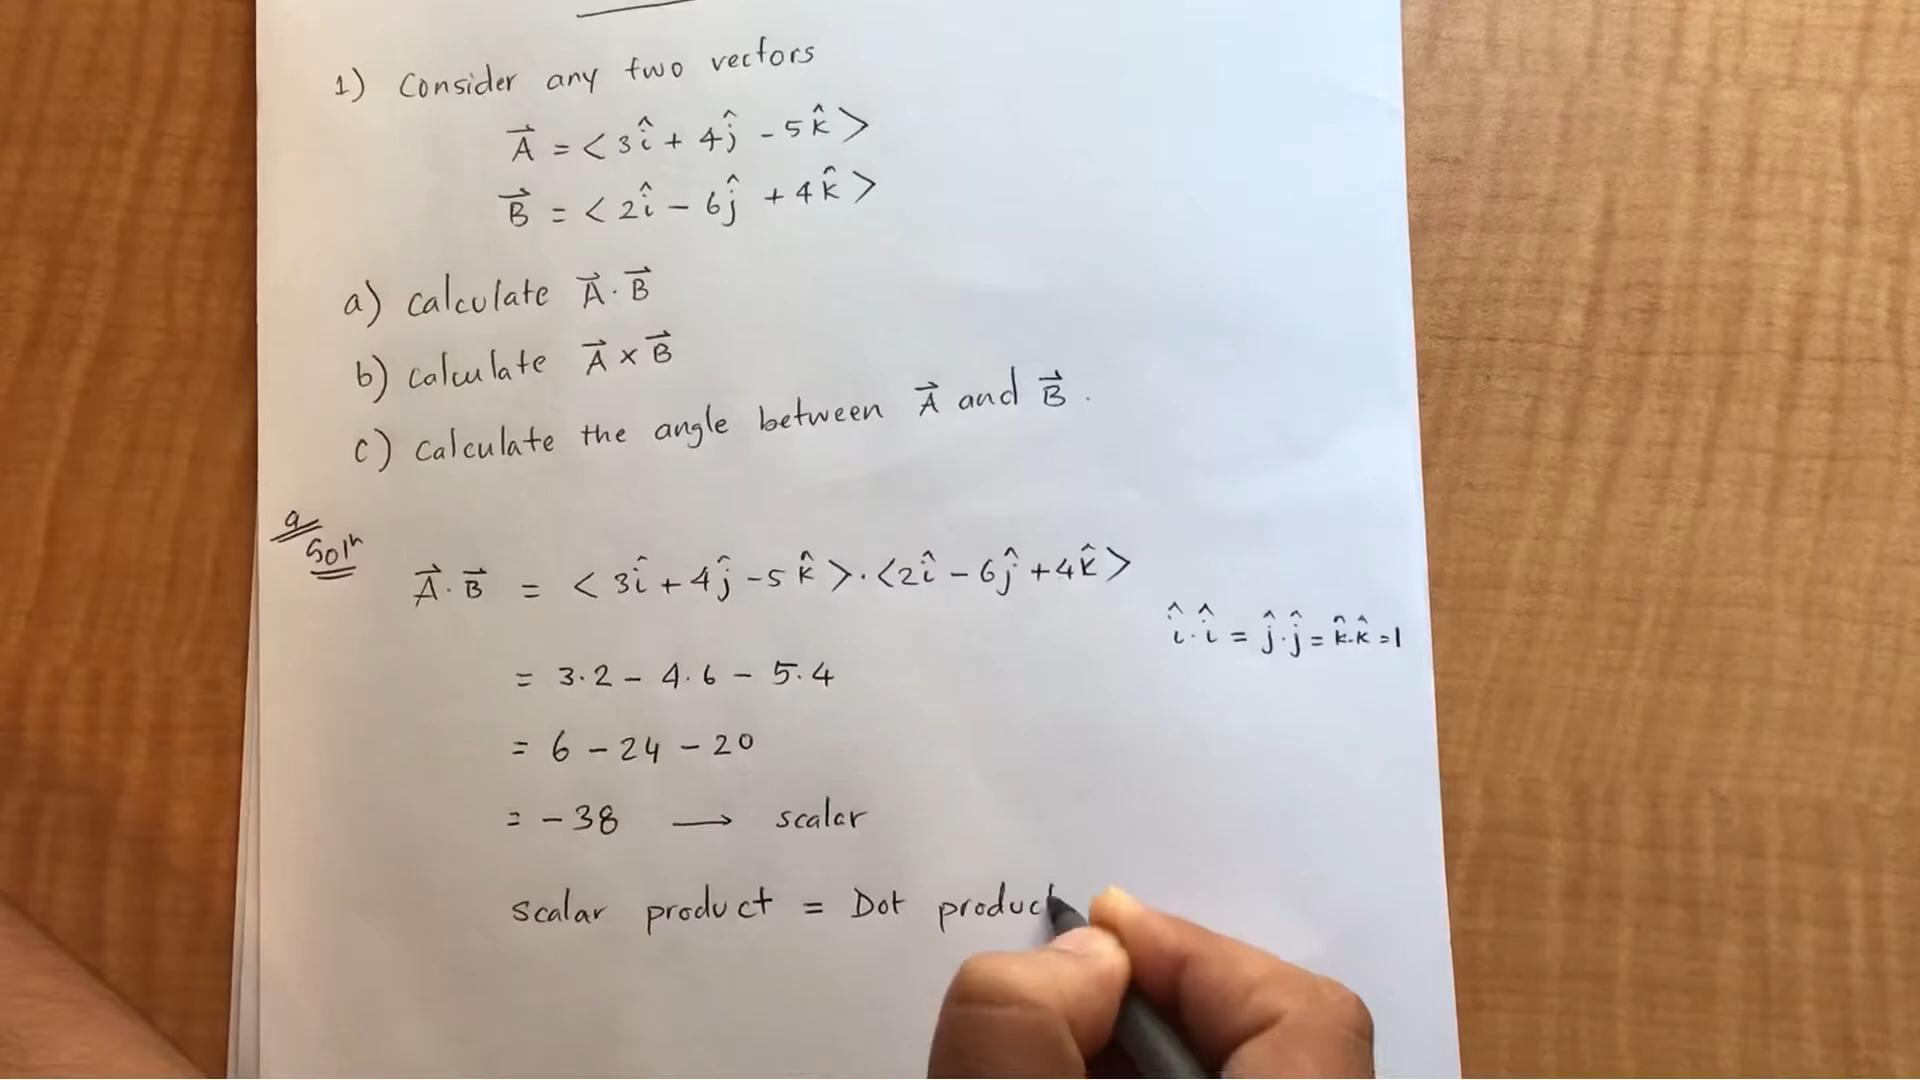 1) Consider any two vectors
A⃗ = < 3î + 4ĵ - 5k̂ >
B⃗ = < 2î - 6ĵ + 4k̂ >
a) calculate A⃗ · B⃗
b) calculate A⃗ × B⃗
c) calculate the angle between A⃗ and B⃗ .
a
Solⁿ
A⃗ · B⃗ = < 3î + 4ĵ - 5k̂ > · < 2î - 6ĵ + 4k̂ >
î · î = ĵ · ĵ = k̂ · k̂ = 1
= 3·2 - 4·6 - 5·4
= 6 - 24 - 20
= - 38 ⟶ scalar
scalar product = Dot product